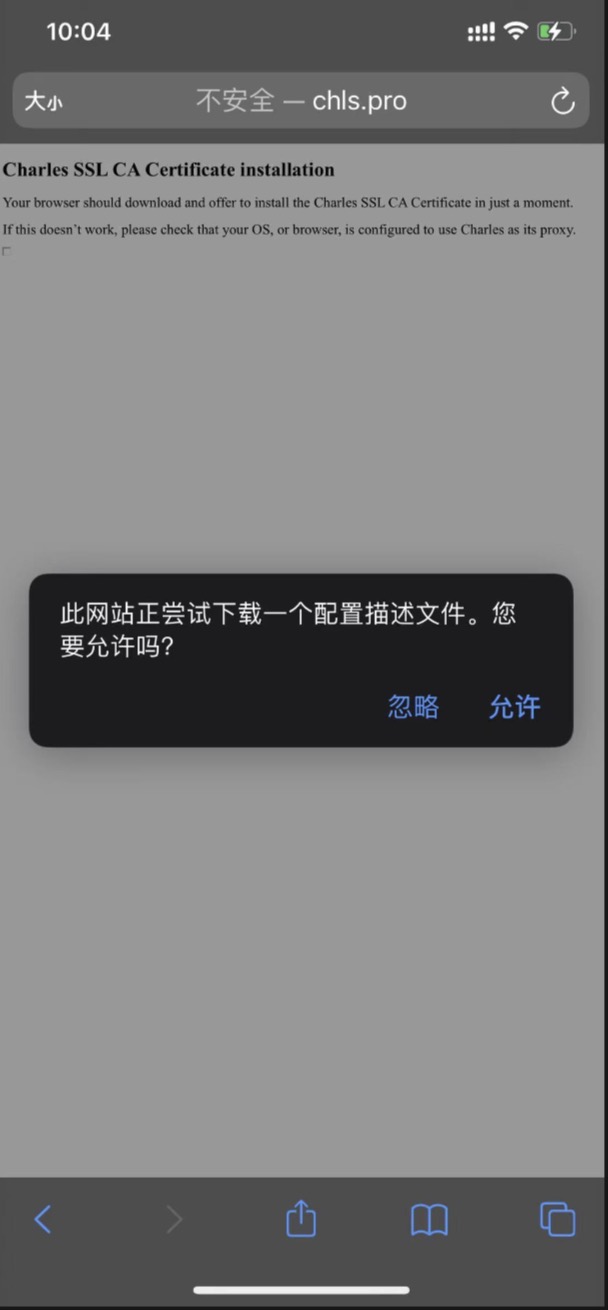 10:04
大小
不安全 — chls.pro
Charles SSL CA Certificate installation
Your browser should download and offer to install the Charles SSL CA Certificate in just a moment.
If this doesn't work, please check that your OS, or browser, is configured to use Charles as its proxy.
此网站正尝试下载一个配置描述文件。您
要允许吗?
忽略 允许